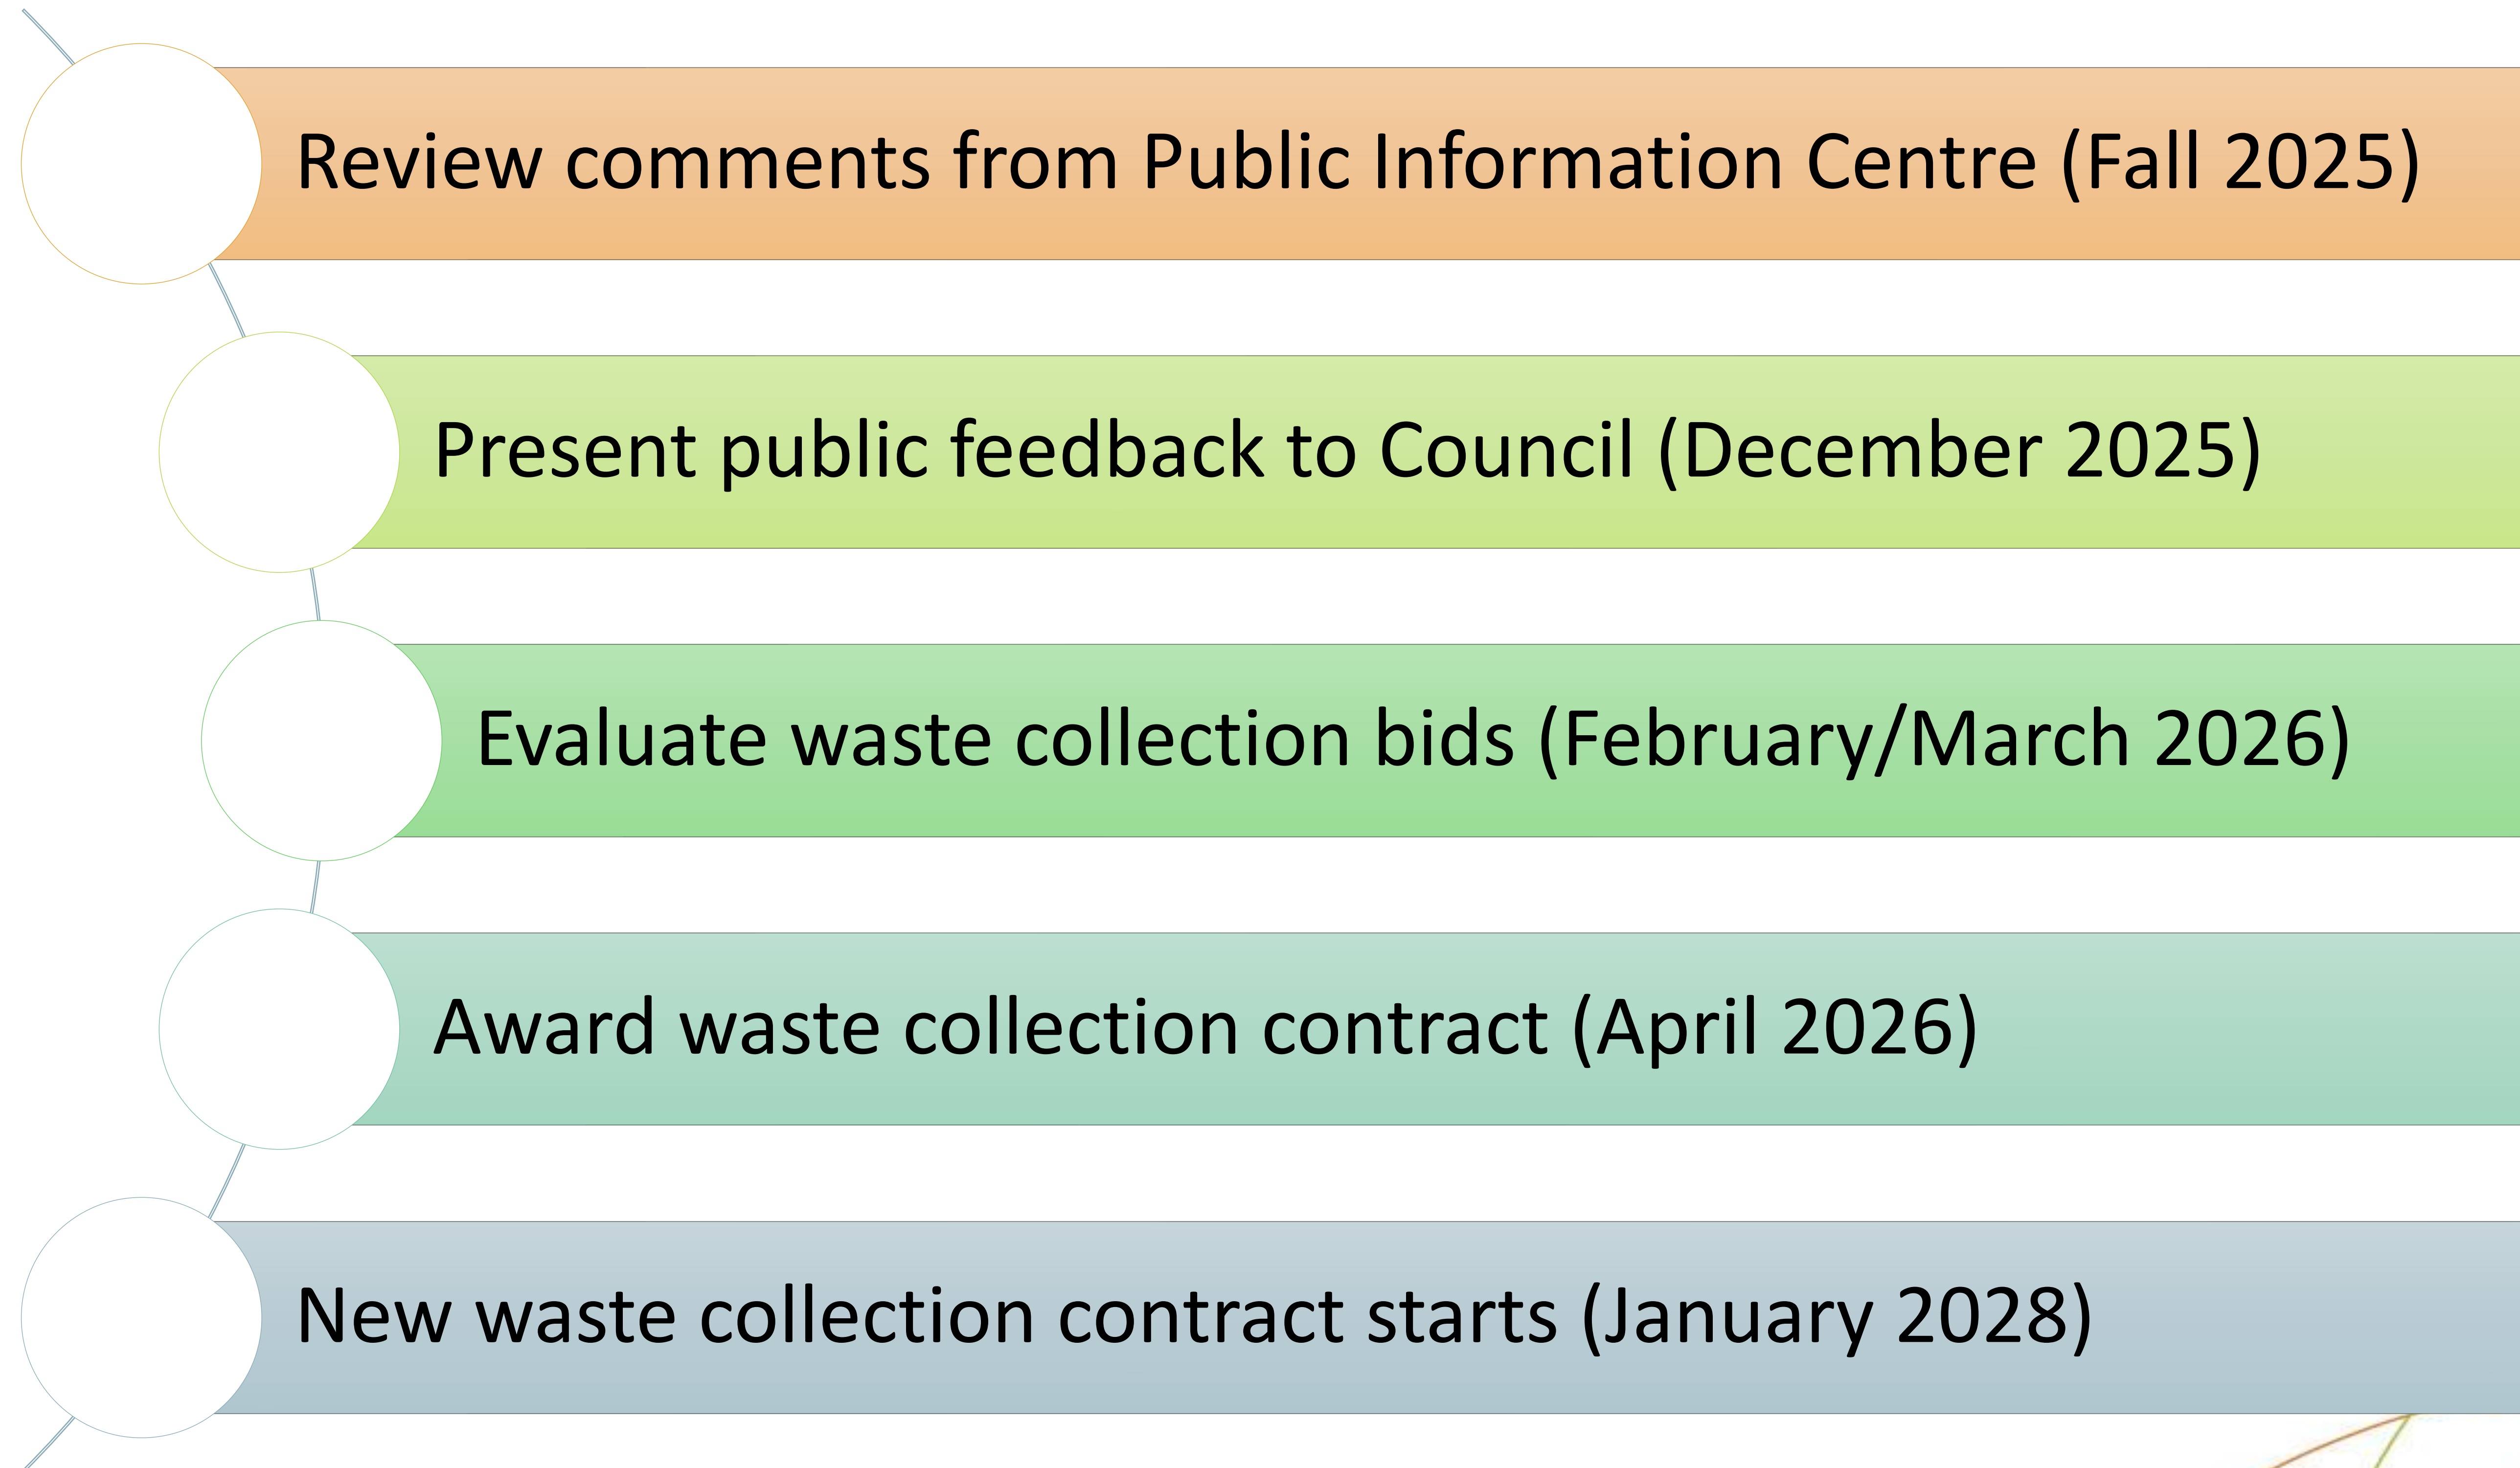 Review comments from Public Information Centre (Fall 2025)
Present public feedback to Council (December 2025)
Evaluate waste collection bids (February/March 2026)
Award waste collection contract (April 2026)
New waste collection contract starts (January 2028)